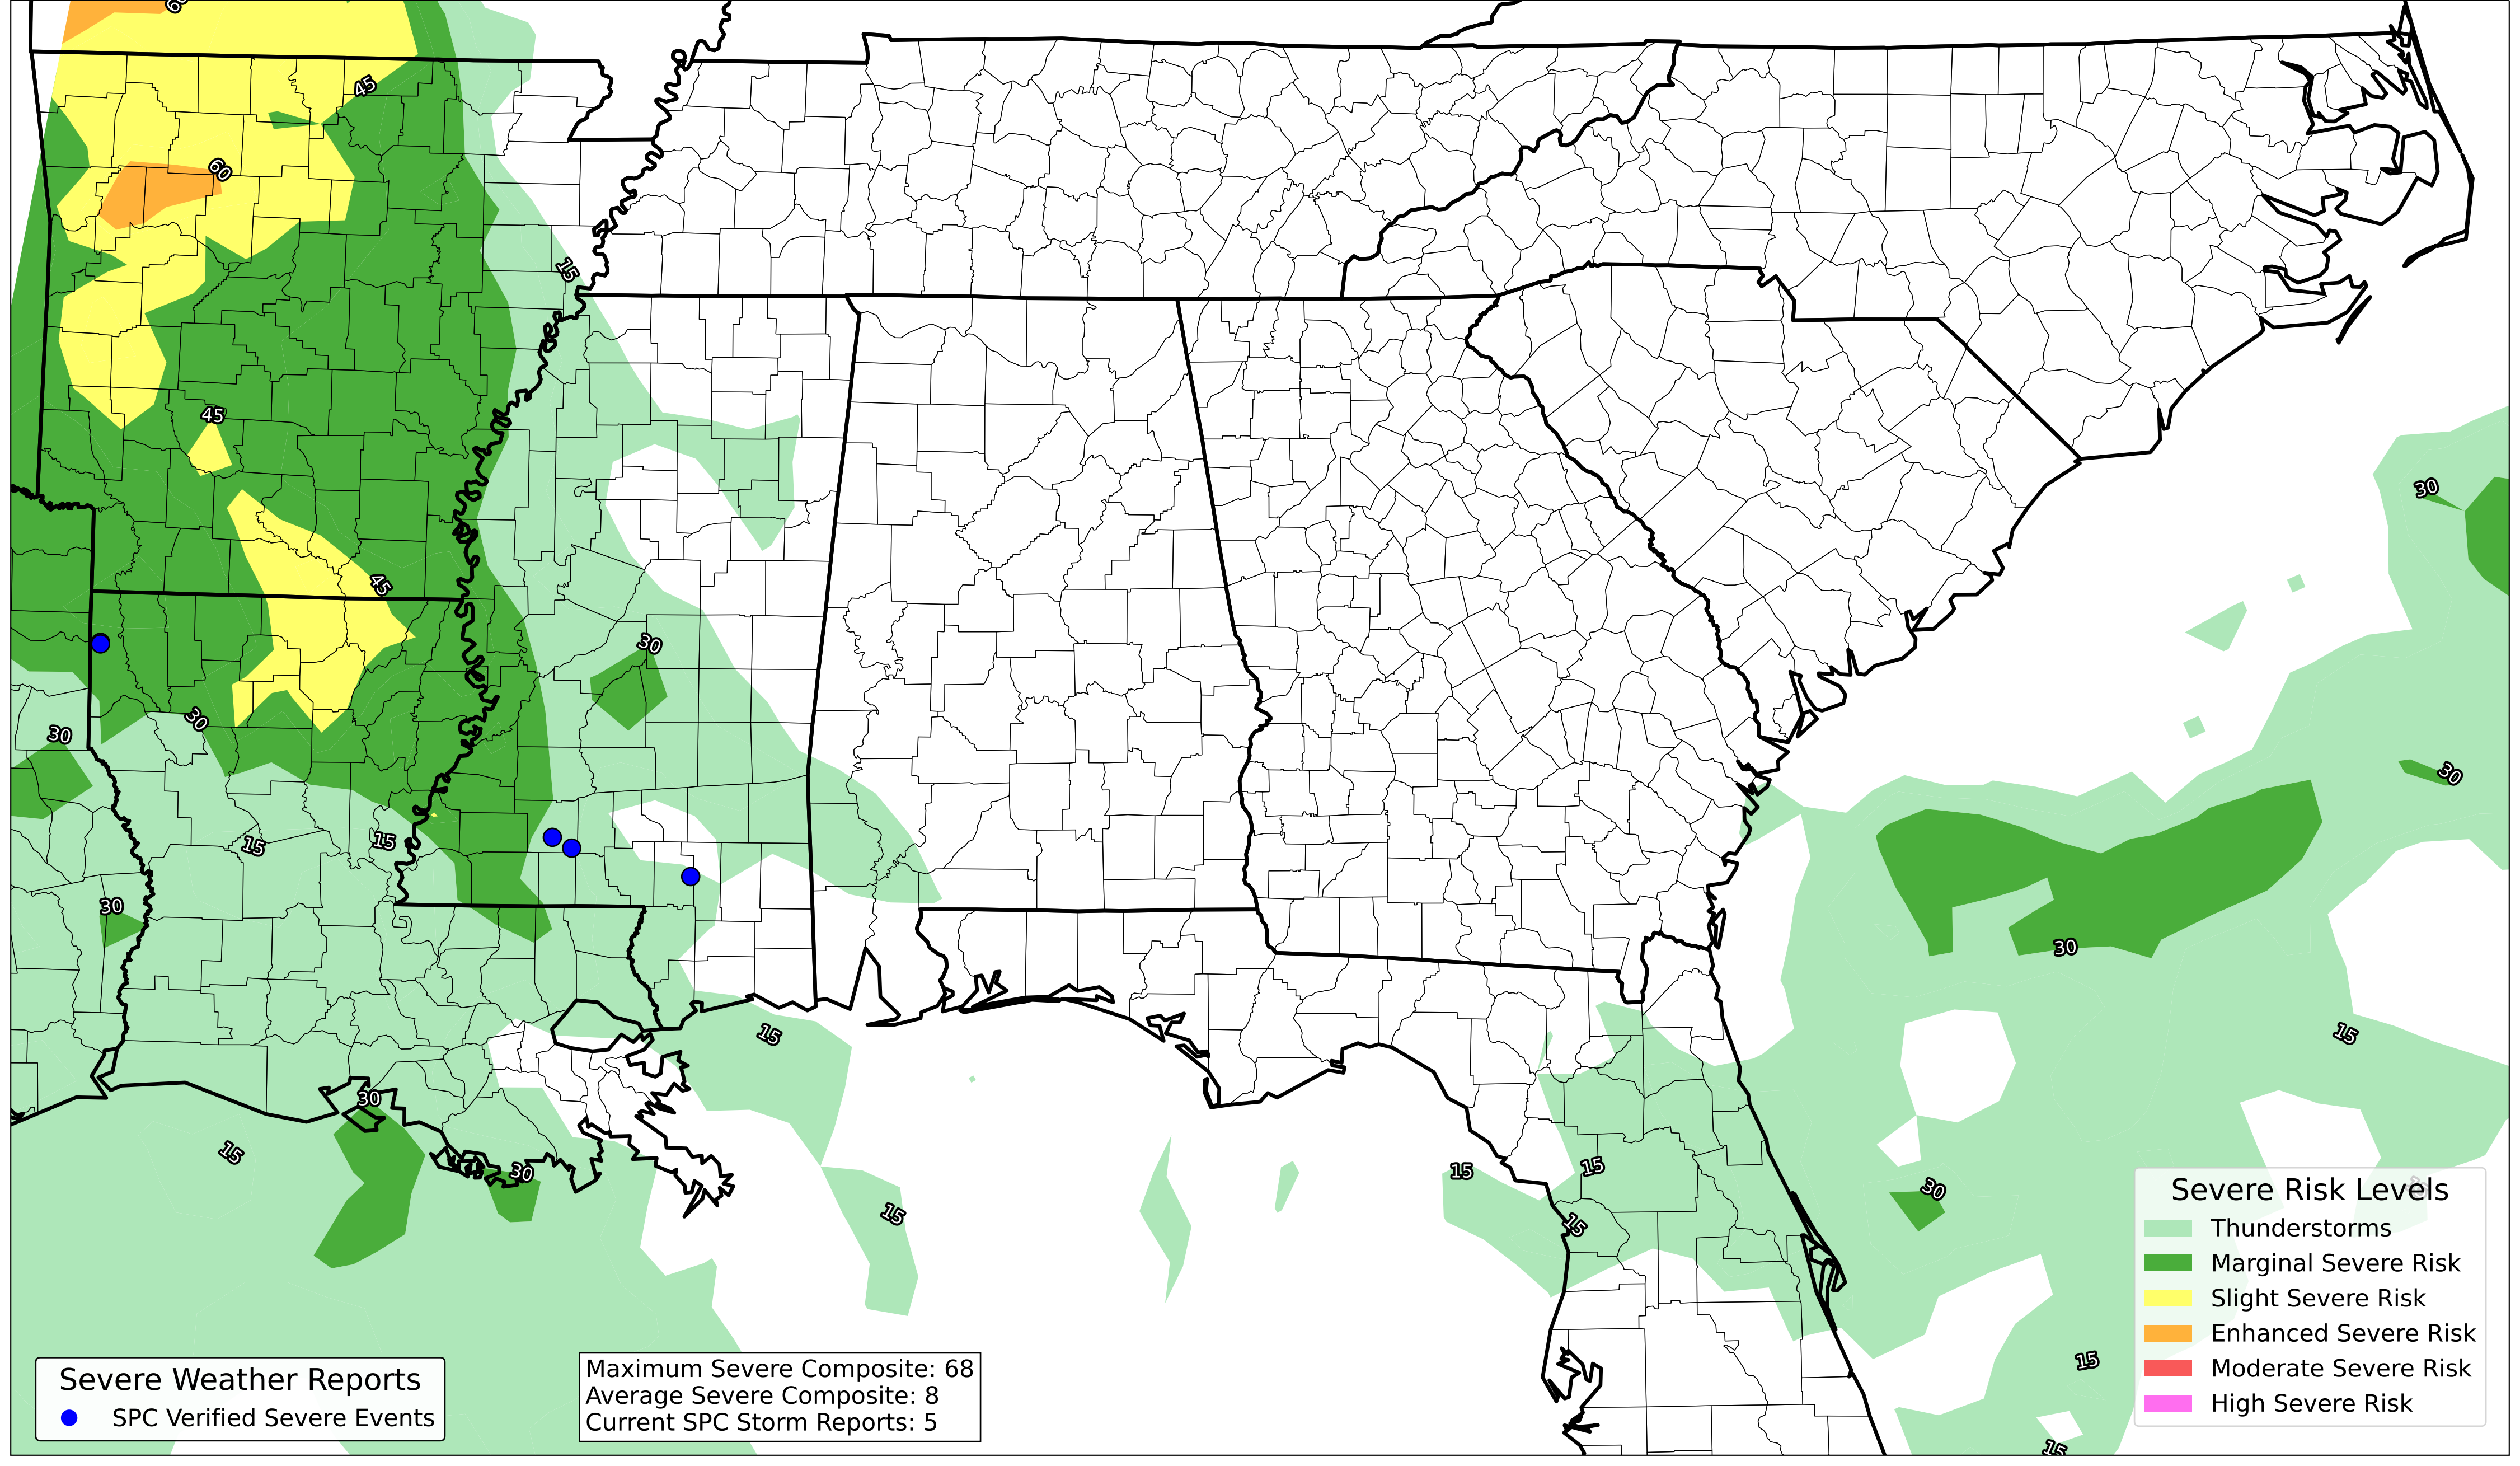 60
45
60
15
45
30
45
30
30
30
30
15
15
30
30
15
15
30
15
30
15
15
15
30
15
15
15
15
Severe Risk Levels
Thunderstorms
Marginal Severe Risk
Slight Severe Risk
Enhanced Severe Risk
Moderate Severe Risk
High Severe Risk
Severe Weather Reports
SPC Verified Severe Events
Maximum Severe Composite: 68
Average Severe Composite: 8
Current SPC Storm Reports: 5